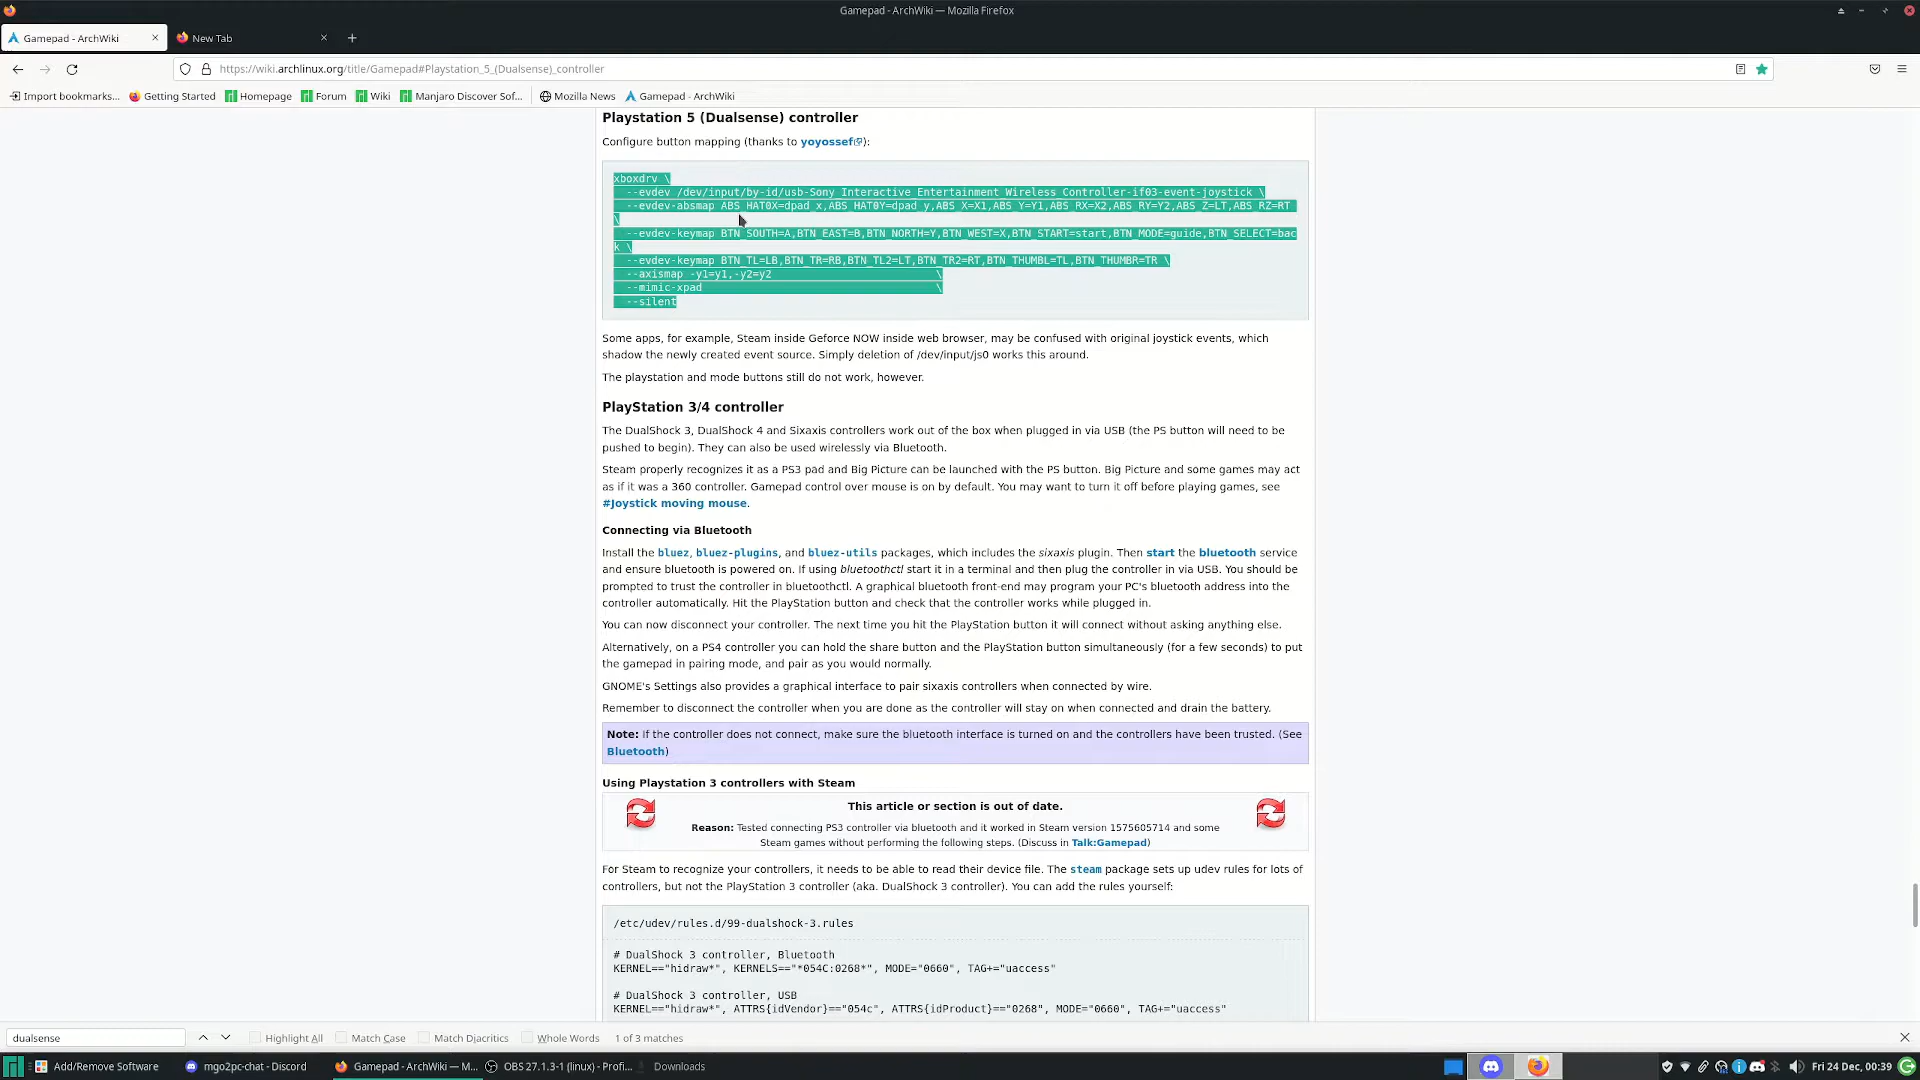 Gamepad - ArchWiki — Mozilla Firefox
Gamepad - ArchWiki
New Tab
https://wiki.archlinux.org/title/Gamepad#Playstation_5_(Dualsense)_controller
Import bookmarks...
Getting Started
Homepage
Forum
Wiki
Manjaro Discover Sof...
Mozilla News
Gamepad - ArchWiki
Playstation 5 (Dualsense) controller
Configure button mapping (thanks to yoyossef):
xboxdrv \
--evdev /dev/input/by-id/usb-Sony_Interactive_Entertainment_Wireless_Controller-if03-event-joystick \
--evdev-absmap ABS_HAT0X=dpad_x,ABS_HAT0Y=dpad_y,ABS_X=X1,ABS_Y=Y1,ABS_RX=X2,ABS_RY=Y2,ABS_Z=LT,ABS_RZ=RT
\
--evdev-keymap BTN_SOUTH=A,BTN_EAST=B,BTN_NORTH=Y,BTN_WEST=X,BTN_START=start,BTN_MODE=guide,BTN_SELECT=bac
k \
--evdev-keymap BTN_TL=LB,BTN_TR=RB,BTN_TL2=LT,BTN_TR2=RT,BTN_THUMBL=TL,BTN_THUMBR=TR \
--axismap -y1=y1,-y2=y2 \
--mimic-xpad \
--silent
Some apps, for example, Steam inside Geforce NOW inside web browser, may be confused with original joystick events, which
shadow the newly created event source. Simply deletion of /dev/input/js0 works this around.
The playstation and mode buttons still do not work, however.
PlayStation 3/4 controller
The DualShock 3, DualShock 4 and Sixaxis controllers work out of the box when plugged in via USB (the PS button will need to be
pushed to begin). They can also be used wirelessly via Bluetooth.
Steam properly recognizes it as a PS3 pad and Big Picture can be launched with the PS button. Big Picture and some games may act
as if it was a 360 controller. Gamepad control over mouse is on by default. You may want to turn it off before playing games, see
#Joystick moving mouse.
Connecting via Bluetooth
Install the bluez, bluez-plugins, and bluez-utils packages, which includes the sixaxis plugin. Then start the bluetooth service
and ensure bluetooth is powered on. If using bluetoothctl start it in a terminal and then plug the controller in via USB. You should be
prompted to trust the controller in bluetoothctl. A graphical bluetooth front-end may program your PC's bluetooth address into the
controller automatically. Hit the PlayStation button and check that the controller works while plugged in.
You can now disconnect your controller. The next time you hit the PlayStation button it will connect without asking anything else.
Alternatively, on a PS4 controller you can hold the share button and the PlayStation button simultaneously (for a few seconds) to put
the gamepad in pairing mode, and pair as you would normally.
GNOME's Settings also provides a graphical interface to pair sixaxis controllers when connected by wire.
Remember to disconnect the controller when you are done as the controller will stay on when connected and drain the battery.
Note: If the controller does not connect, make sure the bluetooth interface is turned on and the controllers have been trusted. (See
Bluetooth)
Using Playstation 3 controllers with Steam
This article or section is out of date.
Reason: Tested connecting PS3 controller via bluetooth and it worked in Steam version 1575605714 and some
Steam games without performing the following steps. (Discuss in Talk:Gamepad)
For Steam to recognize your controllers, it needs to be able to read their device file. The steam package sets up udev rules for lots of
controllers, but not the PlayStation 3 controller (aka. DualShock 3 controller). You can add the rules yourself:
/etc/udev/rules.d/99-dualshock-3.rules
# DualShock 3 controller, Bluetooth
KERNEL=="hidraw*", KERNELS=="*054C:0268*", MODE="0660", TAG+="uaccess"
# DualShock 3 controller, USB
KERNEL=="hidraw*", ATTRS{idVendor}=="054c", ATTRS{idProduct}=="0268", MODE="0660", TAG+="uaccess"
dualsense
Highlight All
Match Case
Match Diacritics
Whole Words
1 of 3 matches
Add/Remove Software
mgo2pc-chat - Discord
Gamepad - ArchWiki — M...
OBS 27.1.3-1 (linux) - Profi...
Downloads
Fri 24 Dec, 00:39